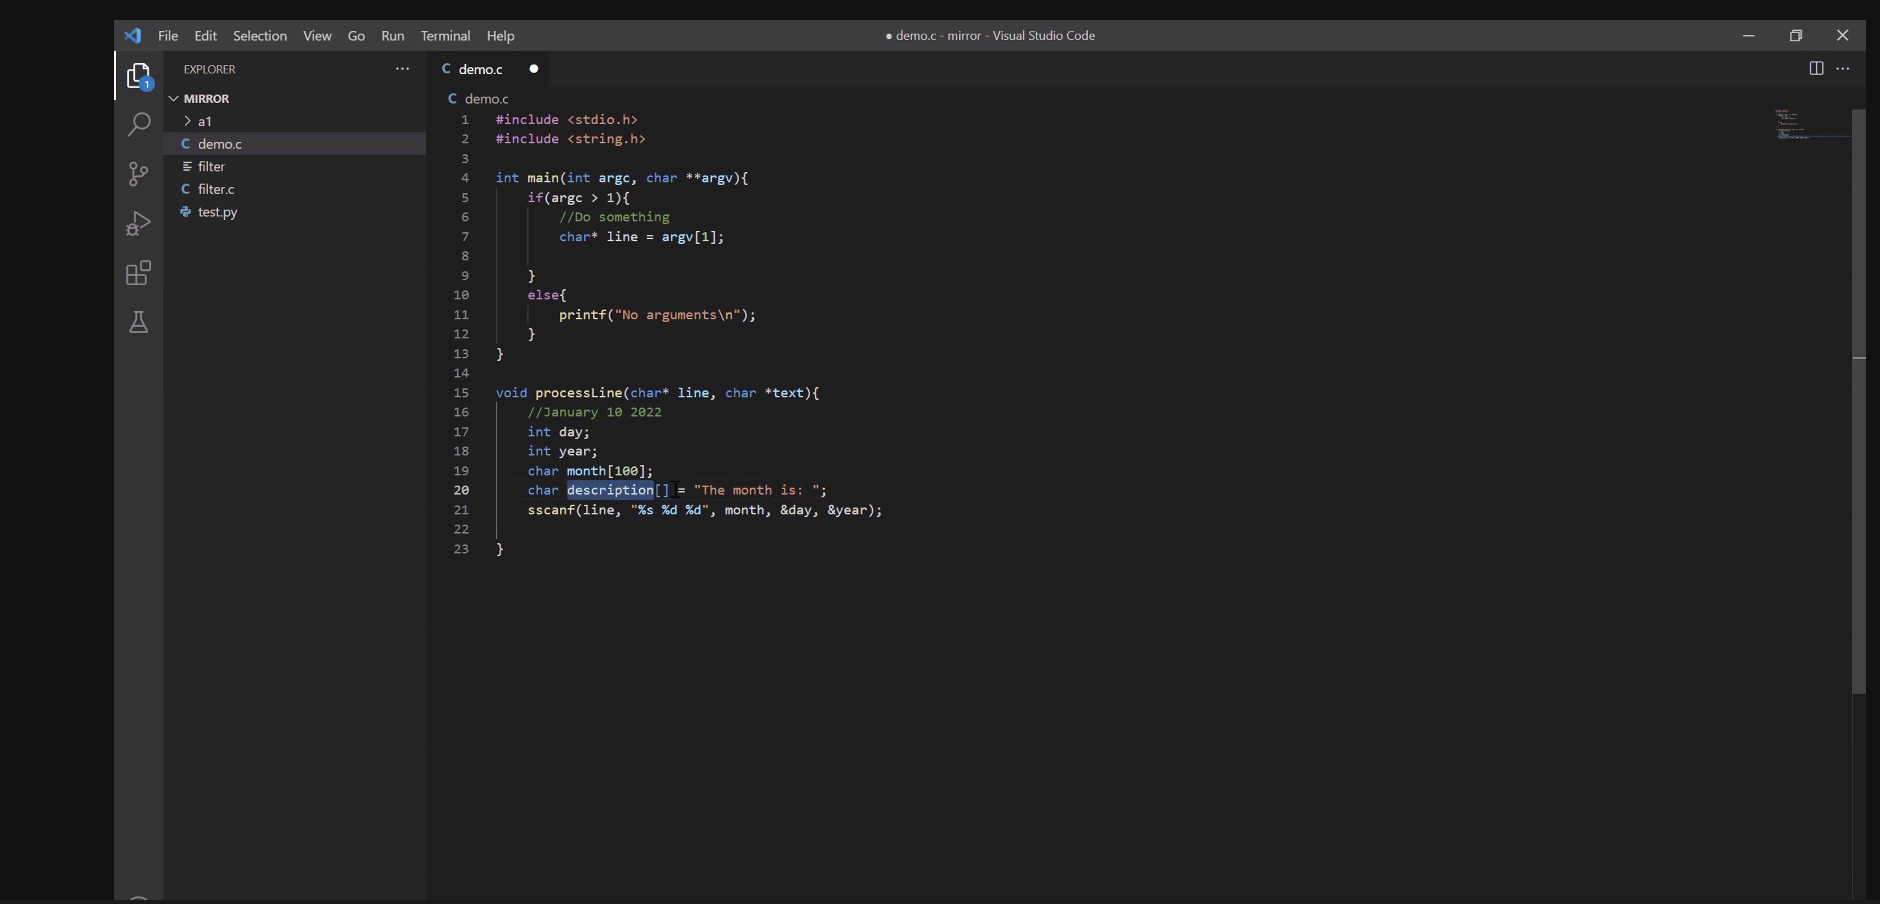 File Edit Selection View Go Run Terminal Help
● demo.c - mirror - Visual Studio Code
EXPLORER
1
MIRROR
a1
C demo.c
filter
C filter.c
test.py
C demo.c
C demo.c
1 #include <stdio.h>
2 #include <string.h>
3
4 int main(int argc, char **argv){
5 if(argc > 1){
6 //Do something
7 char* line = argv[1];
8
9 }
10 else{
11 printf("No arguments\n");
12 }
13 }
14
15 void processLine(char* line, char *text){
16 //January 10 2022
17 int day;
18 int year;
19 char month[100];
20 char description[] = "The month is: ";
21 sscanf(line, "%s %d %d", month, &day, &year);
22
23 }